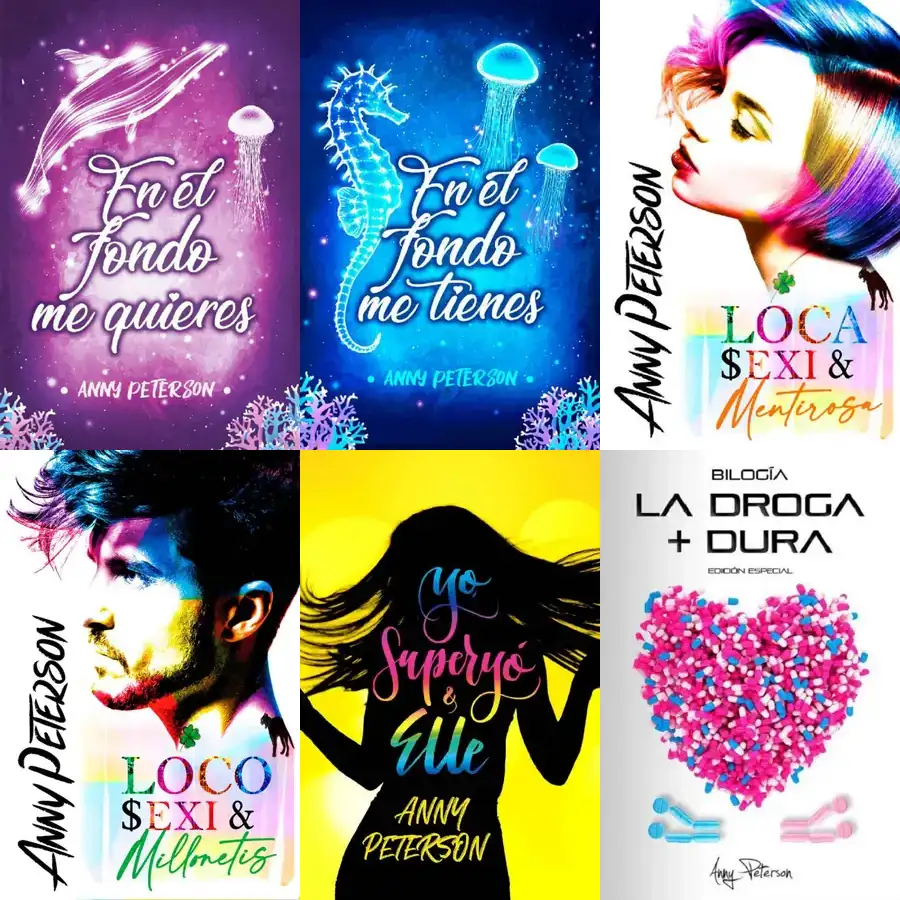 En el
fondo
me quieres
• ANNY PETERSON •
En el
fondo
me tienes
• ANNY PETERSON •
ANNY PETERSON
LOCA
$EXI &
Mentirosa
ANNY PETERSON
LOCO
$EXI &
Millonetis
yo
Superyó
&
Elle
ANNY
PETERSON
BILOGÍA
LA DROGA
+ DURA
EDICIÓN ESPECIAL
Anny Peterson